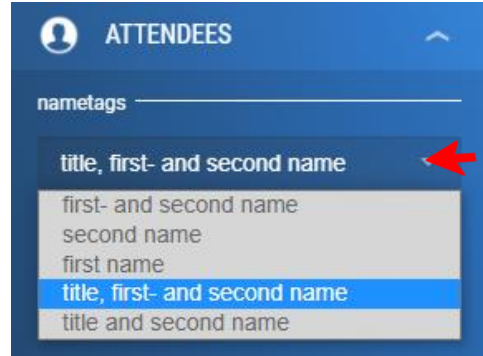 ATTENDEES
nametags
title, first- and second name
first- and second name
second name
first name
title, first- and second name
title and second name